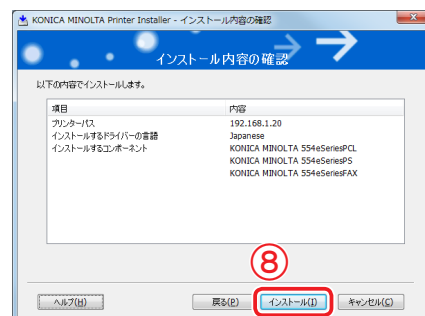 KONICA MINOLTA Printer Installer - インストール内容の確認
インストール内容の確認
以下の内容でインストールします。
項目 内容
プリンターパス 192.168.1.20
インストールするドライバーの言語 Japanese
インストールするコンポーネント KONICA MINOLTA 554eSeriesPCL
KONICA MINOLTA 554eSeriesPS
KONICA MINOLTA 554eSeriesFAX
⑧
ヘルプ(H) 戻る(P) インストール(I) キャンセル(C)